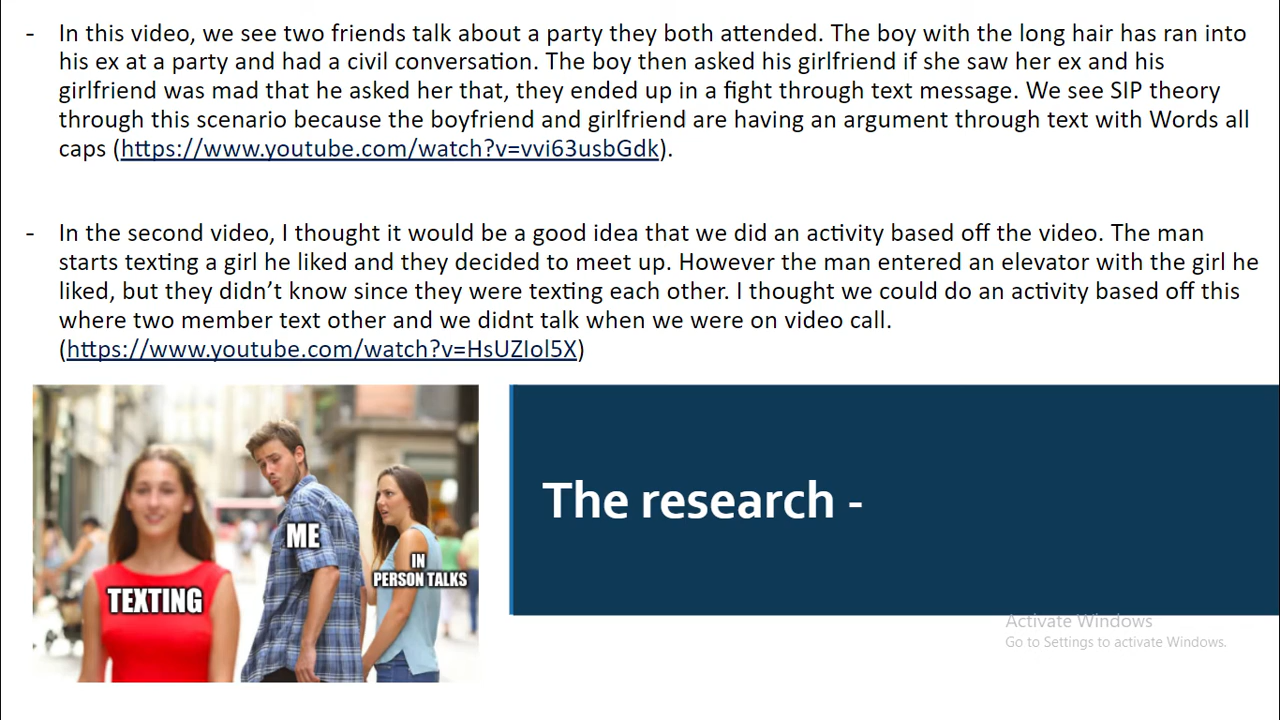 - In this video, we see two friends talk about a party they both attended. The boy with the long hair has ran into
his ex at a party and had a civil conversation. The boy then asked his girlfriend if she saw her ex and his
girlfriend was mad that he asked her that, they ended up in a fight through text message. We see SIP theory
through this scenario because the boyfriend and girlfriend are having an argument through text with Words all
caps (https://www.youtube.com/watch?v=vvi63usbGdk).
- In the second video, I thought it would be a good idea that we did an activity based off the video. The man
starts texting a girl he liked and they decided to meet up. However the man entered an elevator with the girl he
liked, but they didn’t know since they were texting each other. I thought we could do an activity based off this
where two member text other and we didnt talk when we were on video call.
(https://www.youtube.com/watch?v=HsUZIol5X)
TEXTING
ME
IN
PERSON TALKS
The research -
Activate Windows
Go to Settings to activate Windows.